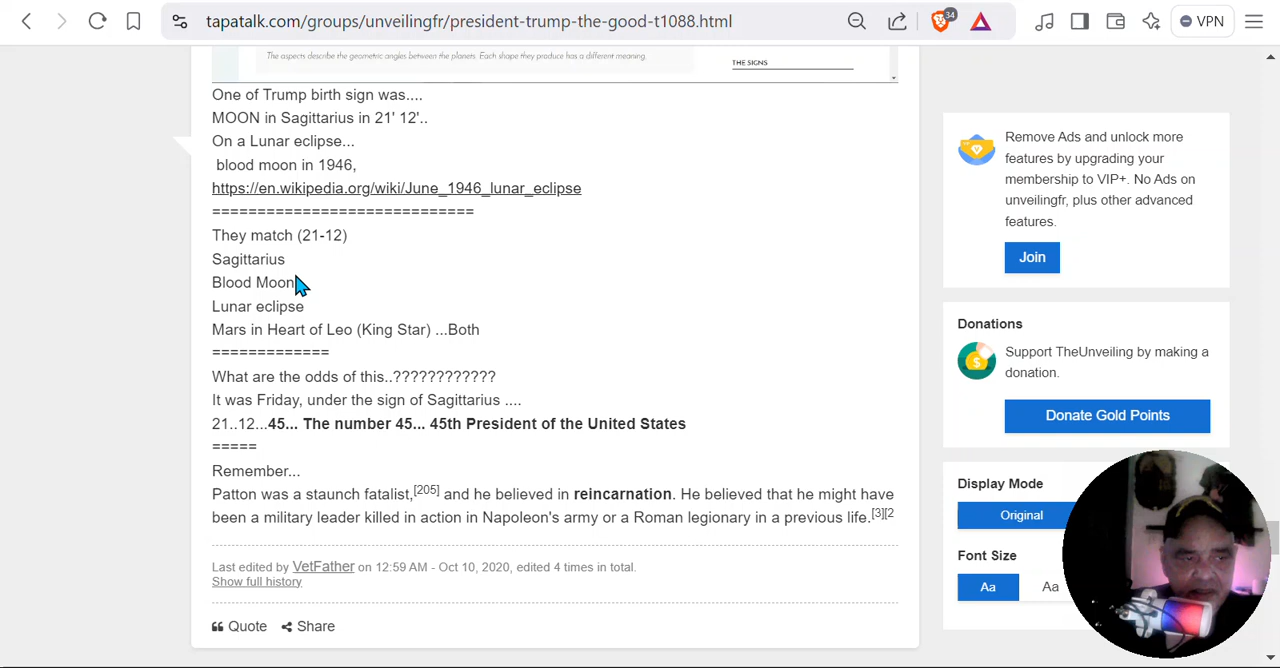 tapatalk.com/groups/unveilingfr/president-trump-the-good-t1088.html
34
VPN
The aspects describe the geometric angles between the planets. Each shape they produce has a different meaning.
THE SIGNS
One of Trump birth sign was....
MOON in Sagittarius in 21' 12'..
On a Lunar eclipse...
blood moon in 1946,
https://en.wikipedia.org/wiki/June_1946_lunar_eclipse
=============================
They match (21-12)
Sagittarius
Blood Moon
Lunar eclipse
Mars in Heart of Leo (King Star) ...Both
=============
What are the odds of this..????????????
It was Friday, under the sign of Sagittarius ....
21..12...45... The number 45... 45th President of the United States
=====
Remember...
Patton was a staunch fatalist,[205] and he believed in reincarnation. He believed that he might have
been a military leader killed in action in Napoleon's army or a Roman legionary in a previous life.[3][2
Last edited by VetFather on 12:59 AM - Oct 10, 2020, edited 4 times in total.
Show full history
Quote Share
Remove Ads and unlock more
features by upgrading your
membership to VIP+. No Ads on
unveilingfr, plus other advanced
features.
Join
Donations
Support TheUnveiling by making a
donation.
Donate Gold Points
Display Mode
Original
Font Size
Aa Aa